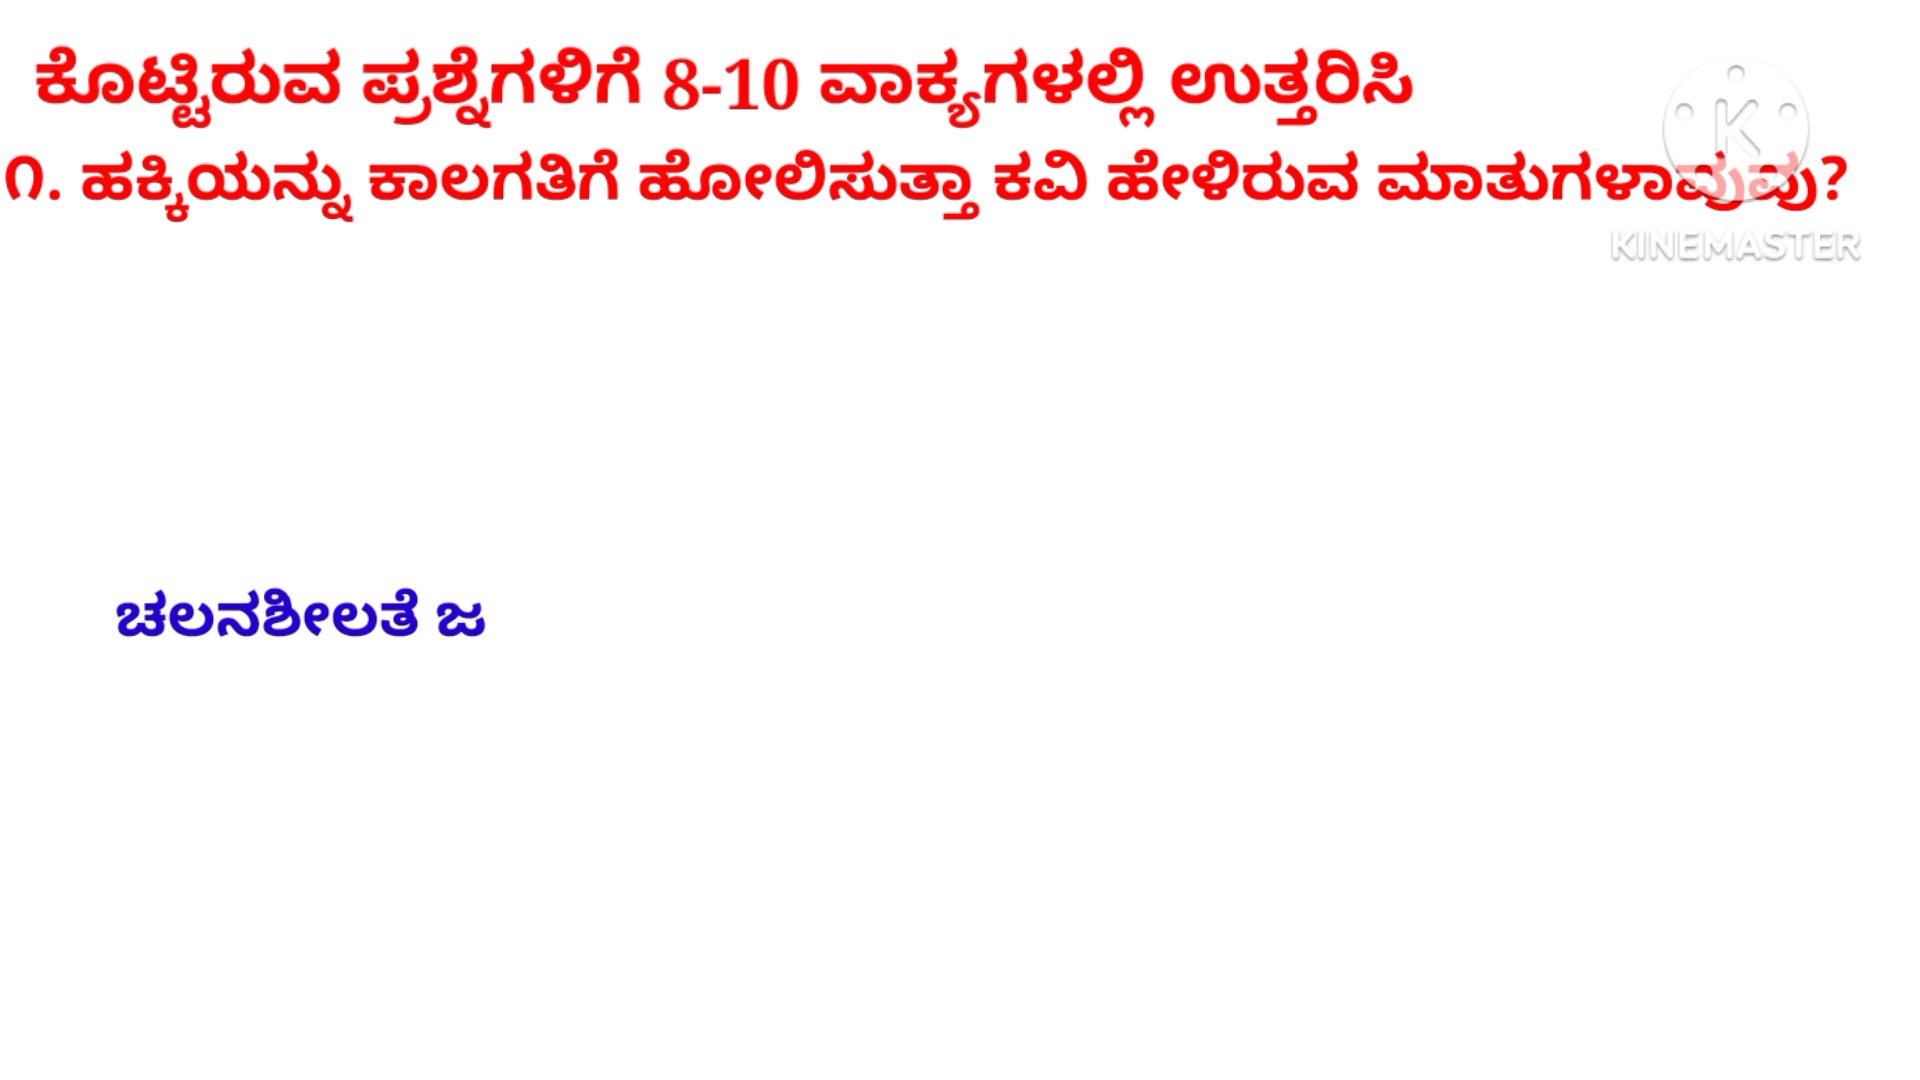 ಕೊಟ್ಟಿರುವ ಪ್ರಶ್ನೆಗಳಿಗೆ 8-10 ವಾಕ್ಯಗಳಲ್ಲಿ ಉತ್ತರಿಸಿ
೧. ಹಕ್ಕಿಯನ್ನು ಕಾಲಗತಿಗೆ ಹೋಲಿಸುತ್ತಾ ಕವಿ ಹೇಳಿರುವ ಮಾತುಗಳಾವುವು?
K
KINEMASTER
ಚಲನಶೀಲತೆ ಜ